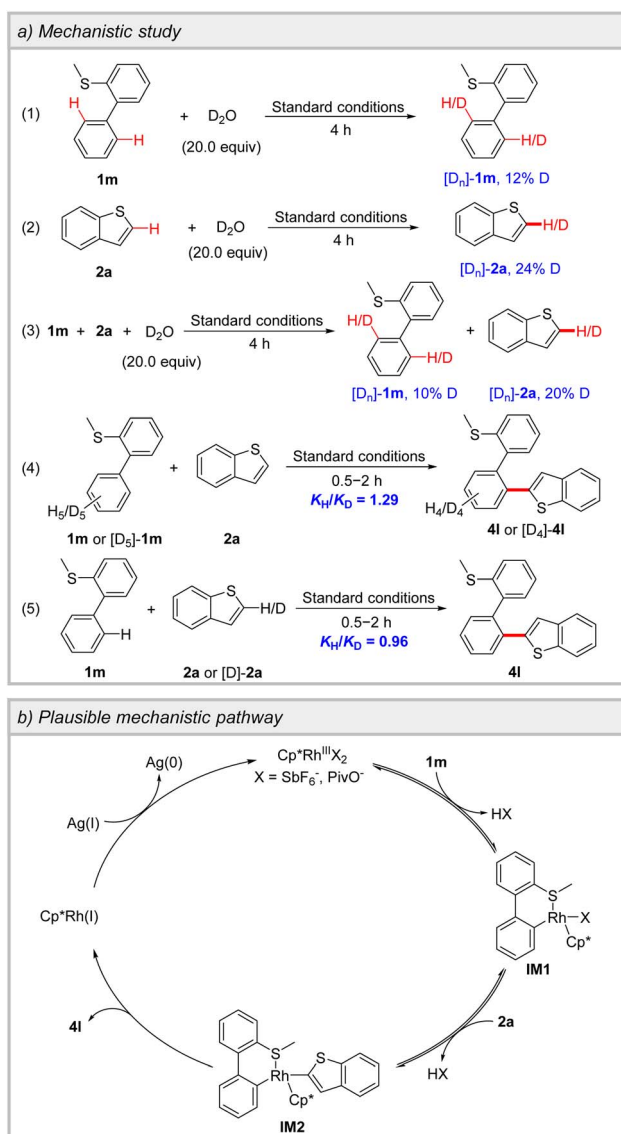 a) Mechanistic study
(1)
S
H
H
1m
+
D2O
(20.0 equiv)
Standard conditions
4 h
S
H/D
H/D
[Dn]-1m, 12% D
(2)
S
H
2a
+
D2O
(20.0 equiv)
Standard conditions
4 h
S
H/D
[Dn]-2a, 24% D
(3) 1m + 2a + D2O
(20.0 equiv)
Standard conditions
4 h
S
H/D
H/D
[Dn]-1m, 10% D
+
S
H/D
[Dn]-2a, 20% D
(4)
S
H5/D5
1m or [D5]-1m
+
S
2a
Standard conditions
0.5−2 h
KH/KD = 1.29
S
S
H4/D4
4l or [D4]-4l
(5)
S
H
1m
+
S
H/D
2a or [D]-2a
Standard conditions
0.5−2 h
KH/KD = 0.96
S
S
4l
b) Plausible mechanistic pathway
Cp*RhIIIX2
X = SbF6-, PivO-
1m
HX
S
Rh
X
Cp*
IM1
2a
HX
S
S
Rh
Cp*
IM2
4l
Cp*Rh(I)
Ag(I)
Ag(0)